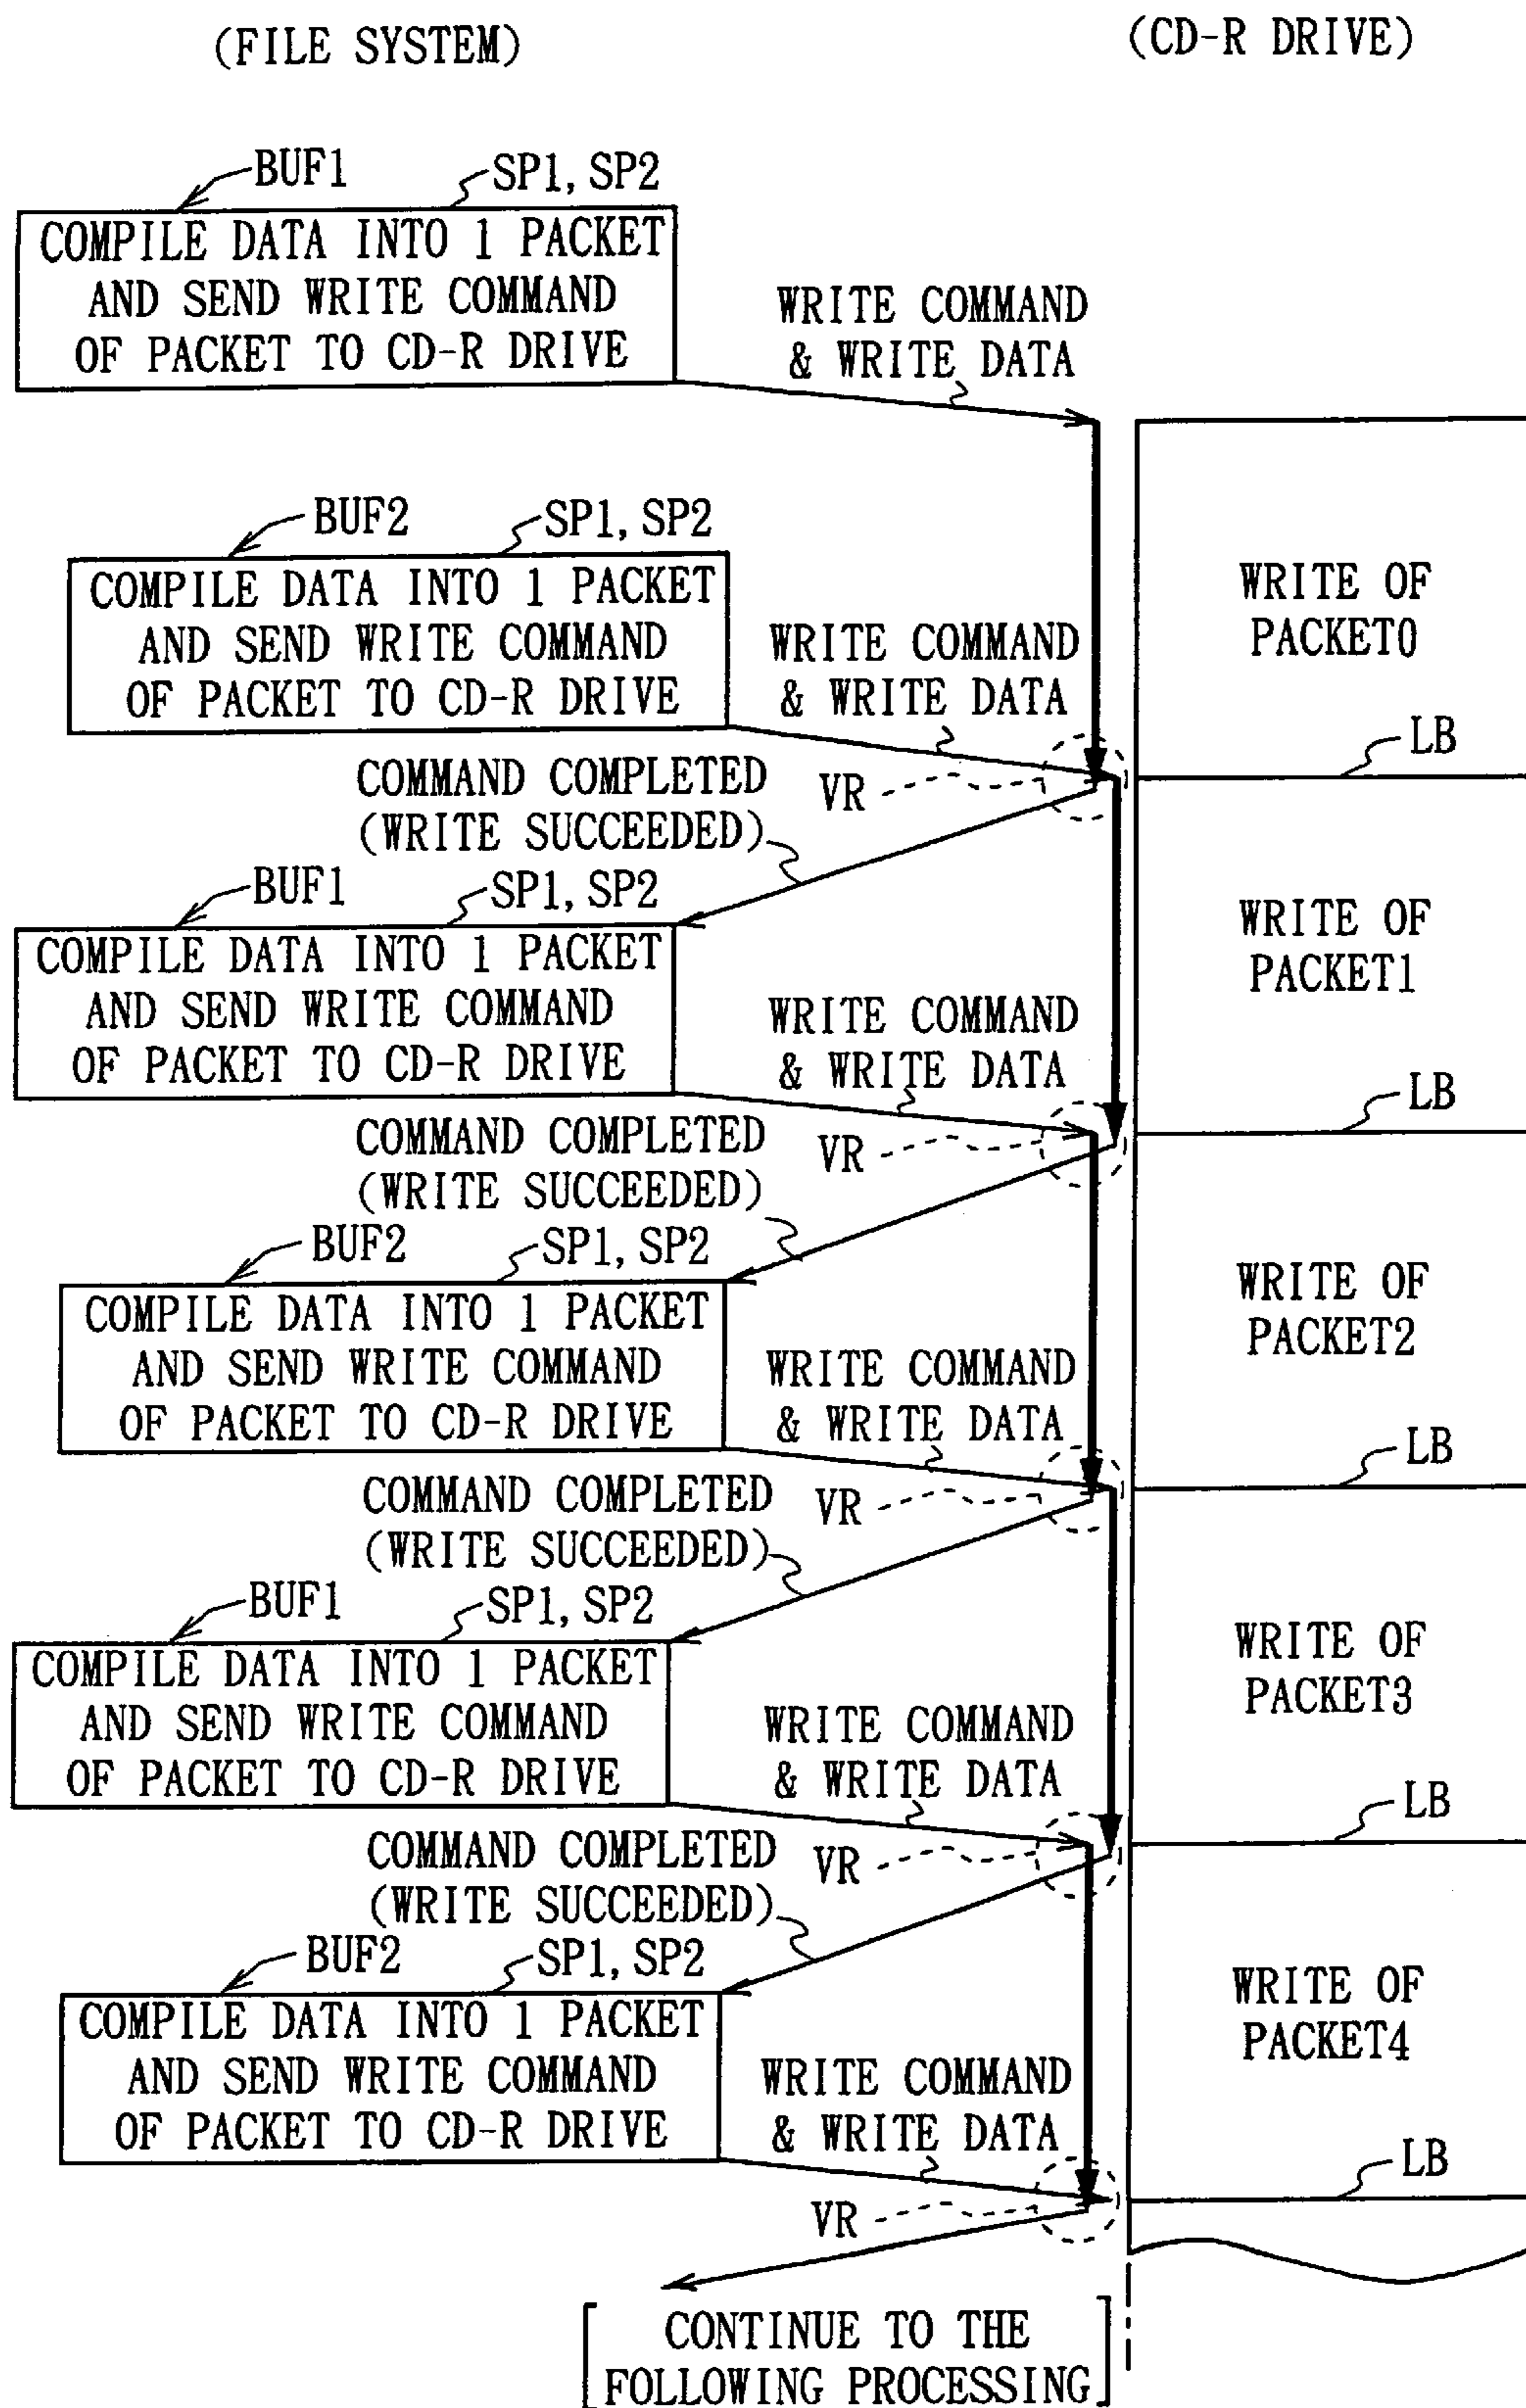 (FILE SYSTEM)
(CD-R DRIVE)
BUF1
SP1, SP2
COMPILE DATA INTO 1 PACKET
AND SEND WRITE COMMAND
OF PACKET TO CD-R DRIVE
WRITE COMMAND
& WRITE DATA
BUF2
SP1, SP2
COMPILE DATA INTO 1 PACKET
AND SEND WRITE COMMAND
OF PACKET TO CD-R DRIVE
WRITE COMMAND
& WRITE DATA
WRITE OF
PACKET0
LB
COMMAND COMPLETED
(WRITE SUCCEEDED)
VR
BUF1
SP1, SP2
COMPILE DATA INTO 1 PACKET
AND SEND WRITE COMMAND
OF PACKET TO CD-R DRIVE
WRITE COMMAND
& WRITE DATA
WRITE OF
PACKET1
LB
COMMAND COMPLETED
(WRITE SUCCEEDED)
VR
BUF2
SP1, SP2
COMPILE DATA INTO 1 PACKET
AND SEND WRITE COMMAND
OF PACKET TO CD-R DRIVE
WRITE COMMAND
& WRITE DATA
WRITE OF
PACKET2
LB
COMMAND COMPLETED
(WRITE SUCCEEDED)
VR
BUF1
SP1, SP2
COMPILE DATA INTO 1 PACKET
AND SEND WRITE COMMAND
OF PACKET TO CD-R DRIVE
WRITE COMMAND
& WRITE DATA
WRITE OF
PACKET3
LB
COMMAND COMPLETED
(WRITE SUCCEEDED)
VR
BUF2
SP1, SP2
COMPILE DATA INTO 1 PACKET
AND SEND WRITE COMMAND
OF PACKET TO CD-R DRIVE
WRITE COMMAND
& WRITE DATA
WRITE OF
PACKET4
LB
VR
CONTINUE TO THE
FOLLOWING PROCESSING